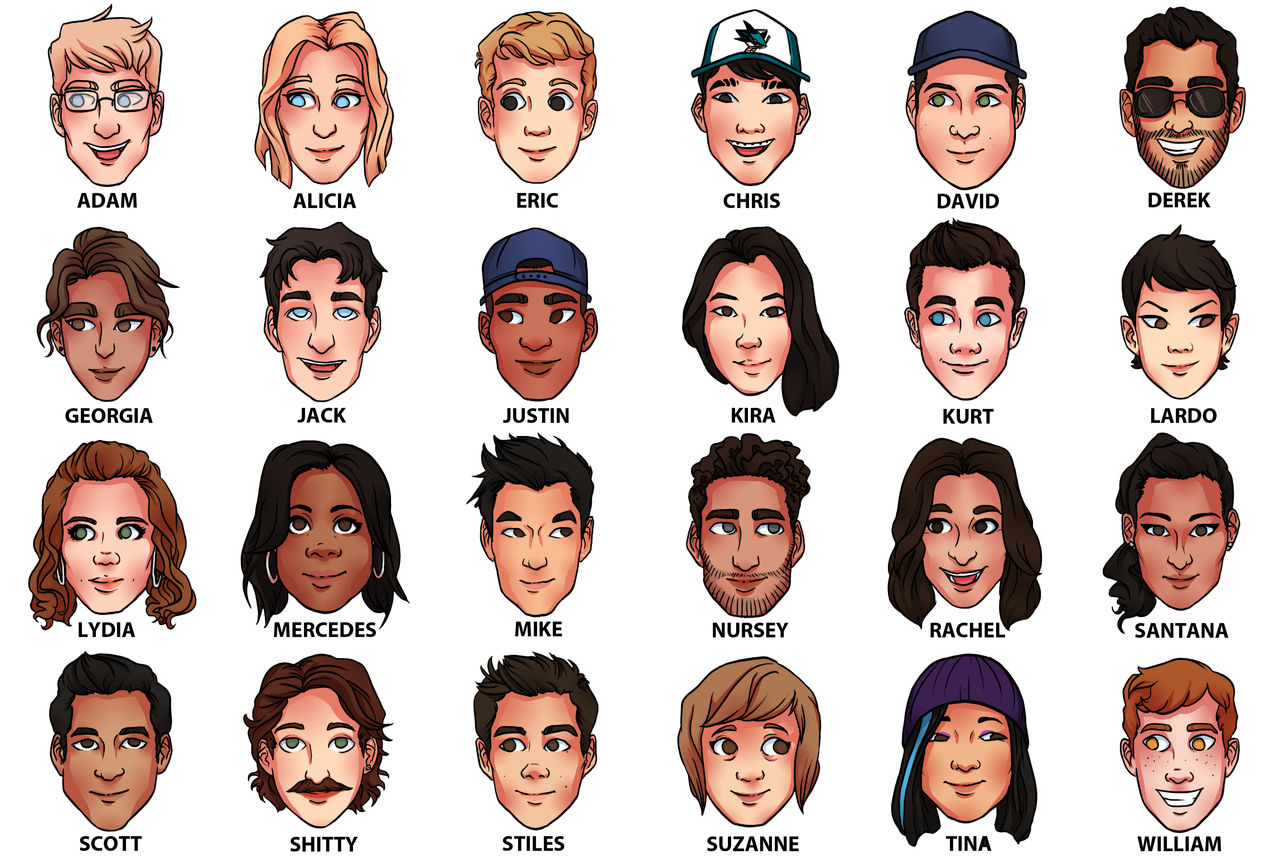 ADAM ALICIA ERIC CHRIS DAVID DEREK
GEORGIA JACK JUSTIN KIRA KURT LARDO
LYDIA MERCEDES MIKE NURSEY RACHEL SANTANA
SCOTT SHITTY STILES SUZANNE TINA WILLIAM